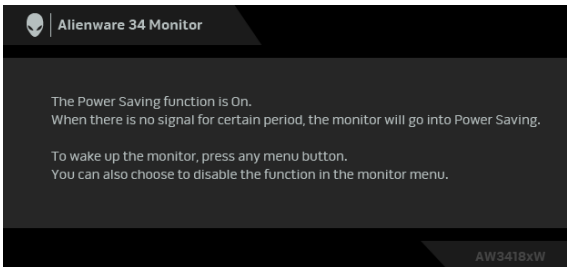 Alienware 34 Monitor
The Power Saving function is On.
When there is no signal for certain period, the monitor will go into Power Saving.
To wake up the monitor, press any menu button.
You can also choose to disable the function in the monitor menu.
AW3418xW